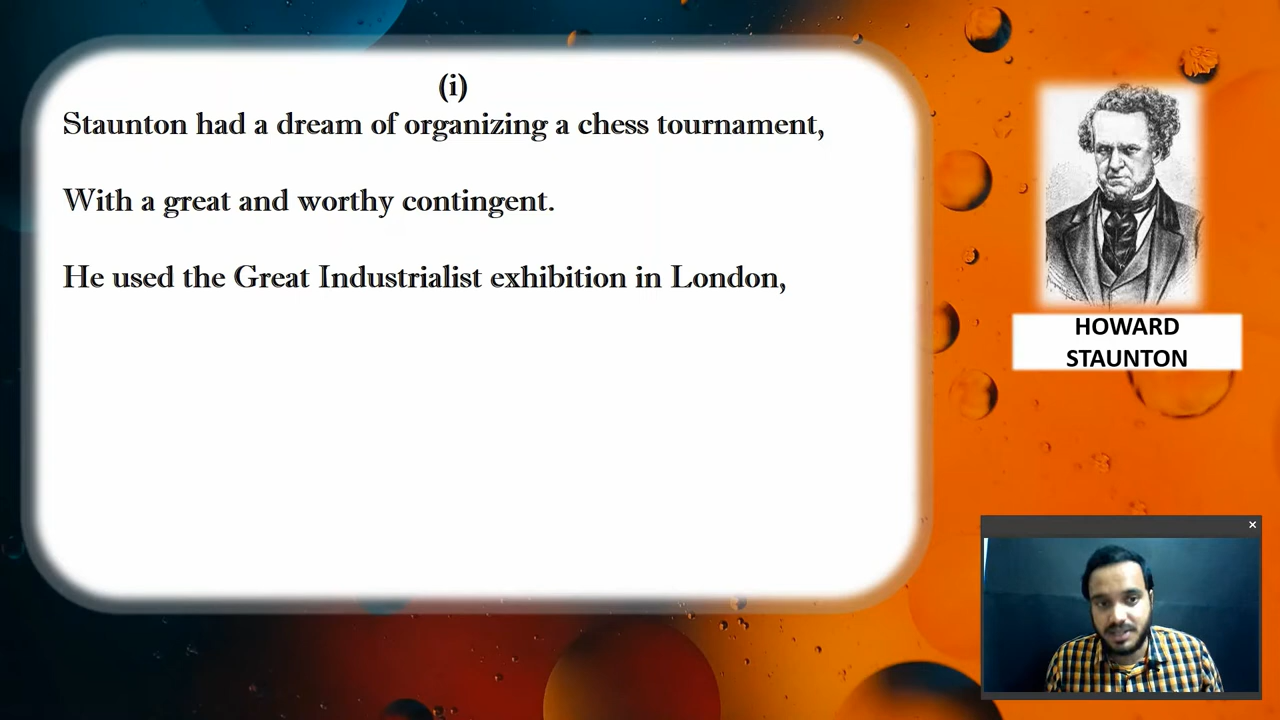 (i)
Staunton had a dream of organizing a chess tournament,
With a great and worthy contingent.
He used the Great Industrialist exhibition in London,
HOWARD
STAUNTON